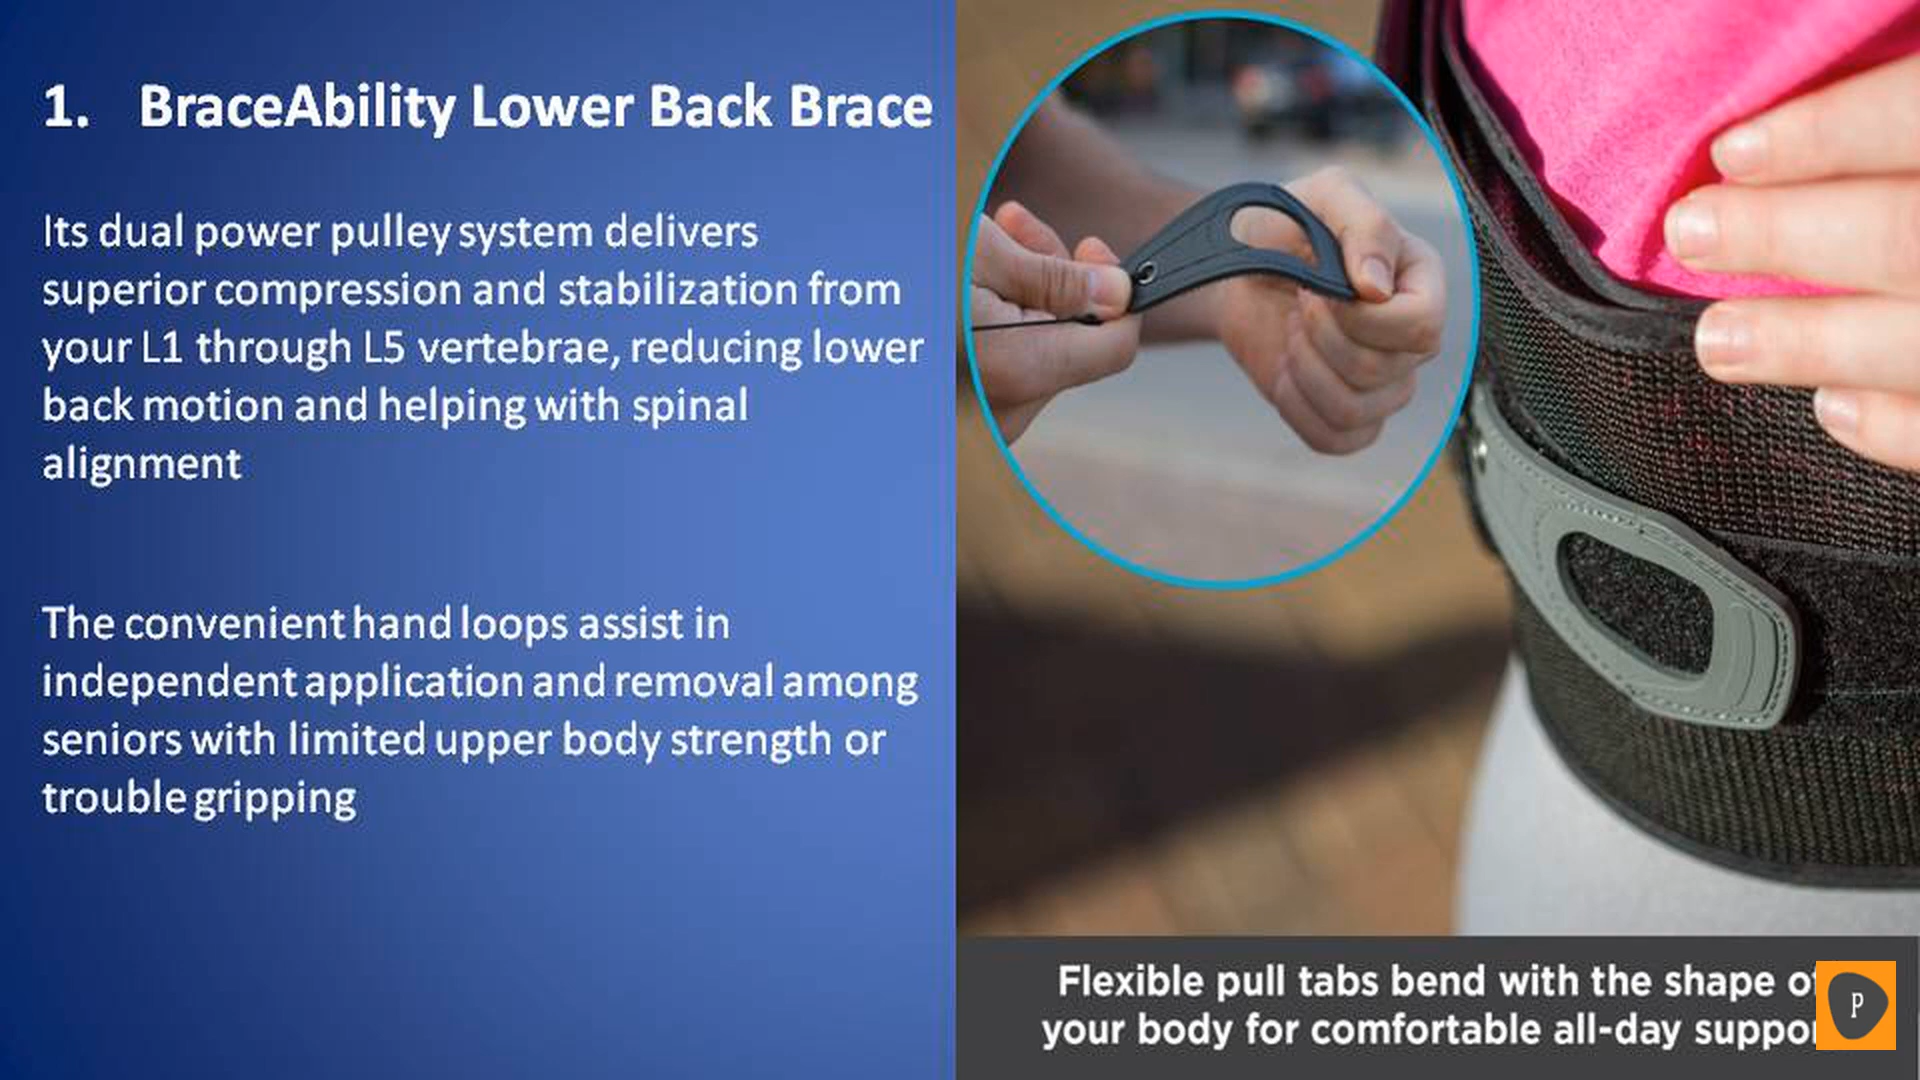 1. BraceAbility Lower Back Brace
Its dual power pulley system delivers
superior compression and stabilization from
your L1 through L5 vertebrae, reducing lower
back motion and helping with spinal
alignment
The convenient hand loops assist in
independent application and removal among
seniors with limited upper body strength or
trouble gripping
Flexible pull tabs bend with the shape of
your body for comfortable all-day suppor
P